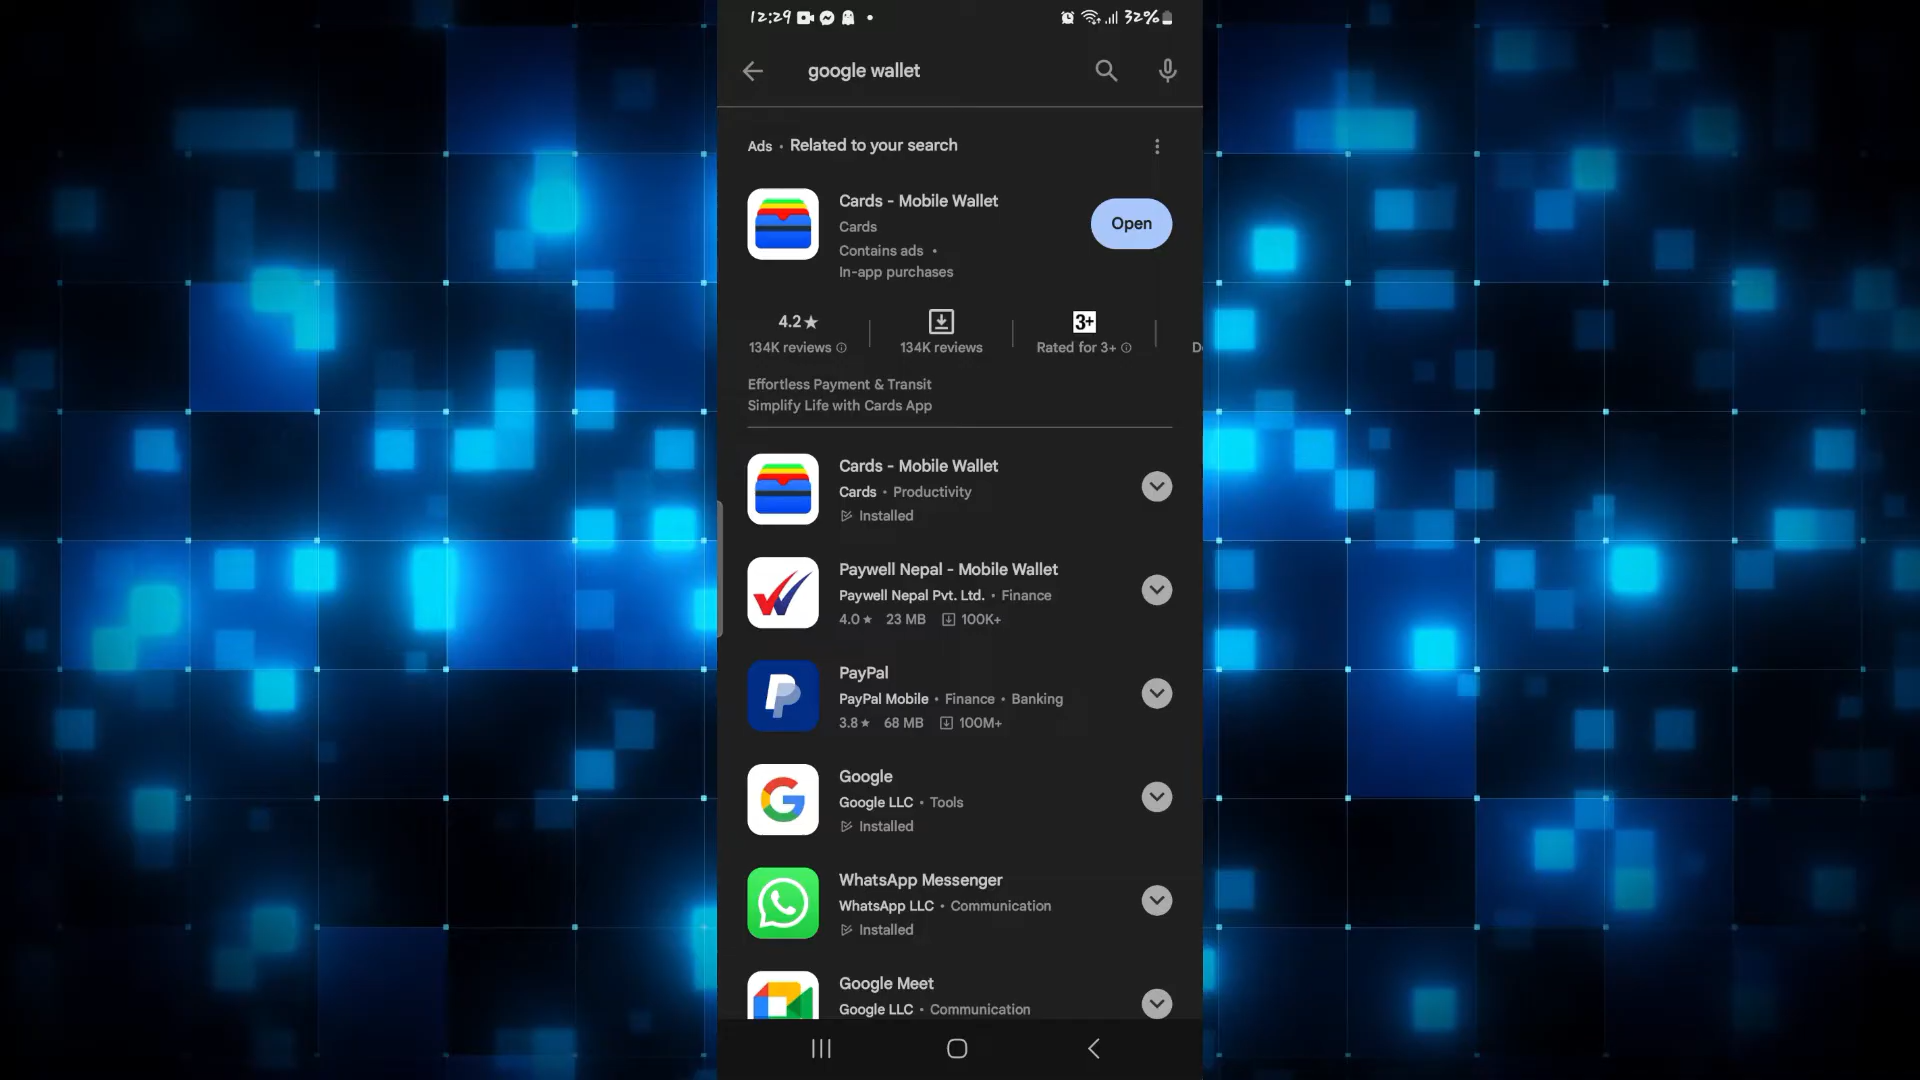 12:29
32%
google wallet
Ads • Related to your search
Cards - Mobile Wallet
Cards
Contains ads •
In-app purchases
Open
4.2★
134K reviews
134K reviews
3+
Rated for 3+
D
Effortless Payment & Transit
Simplify Life with Cards App
Cards - Mobile Wallet
Cards • Productivity
Installed
Paywell Nepal - Mobile Wallet
Paywell Nepal Pvt. Ltd. • Finance
4.0★ 23 MB 100K+
PayPal
PayPal Mobile • Finance • Banking
3.8★ 68 MB 100M+
Google
Google LLC • Tools
Installed
WhatsApp Messenger
WhatsApp LLC • Communication
Installed
Google Meet
Google LLC • Communication